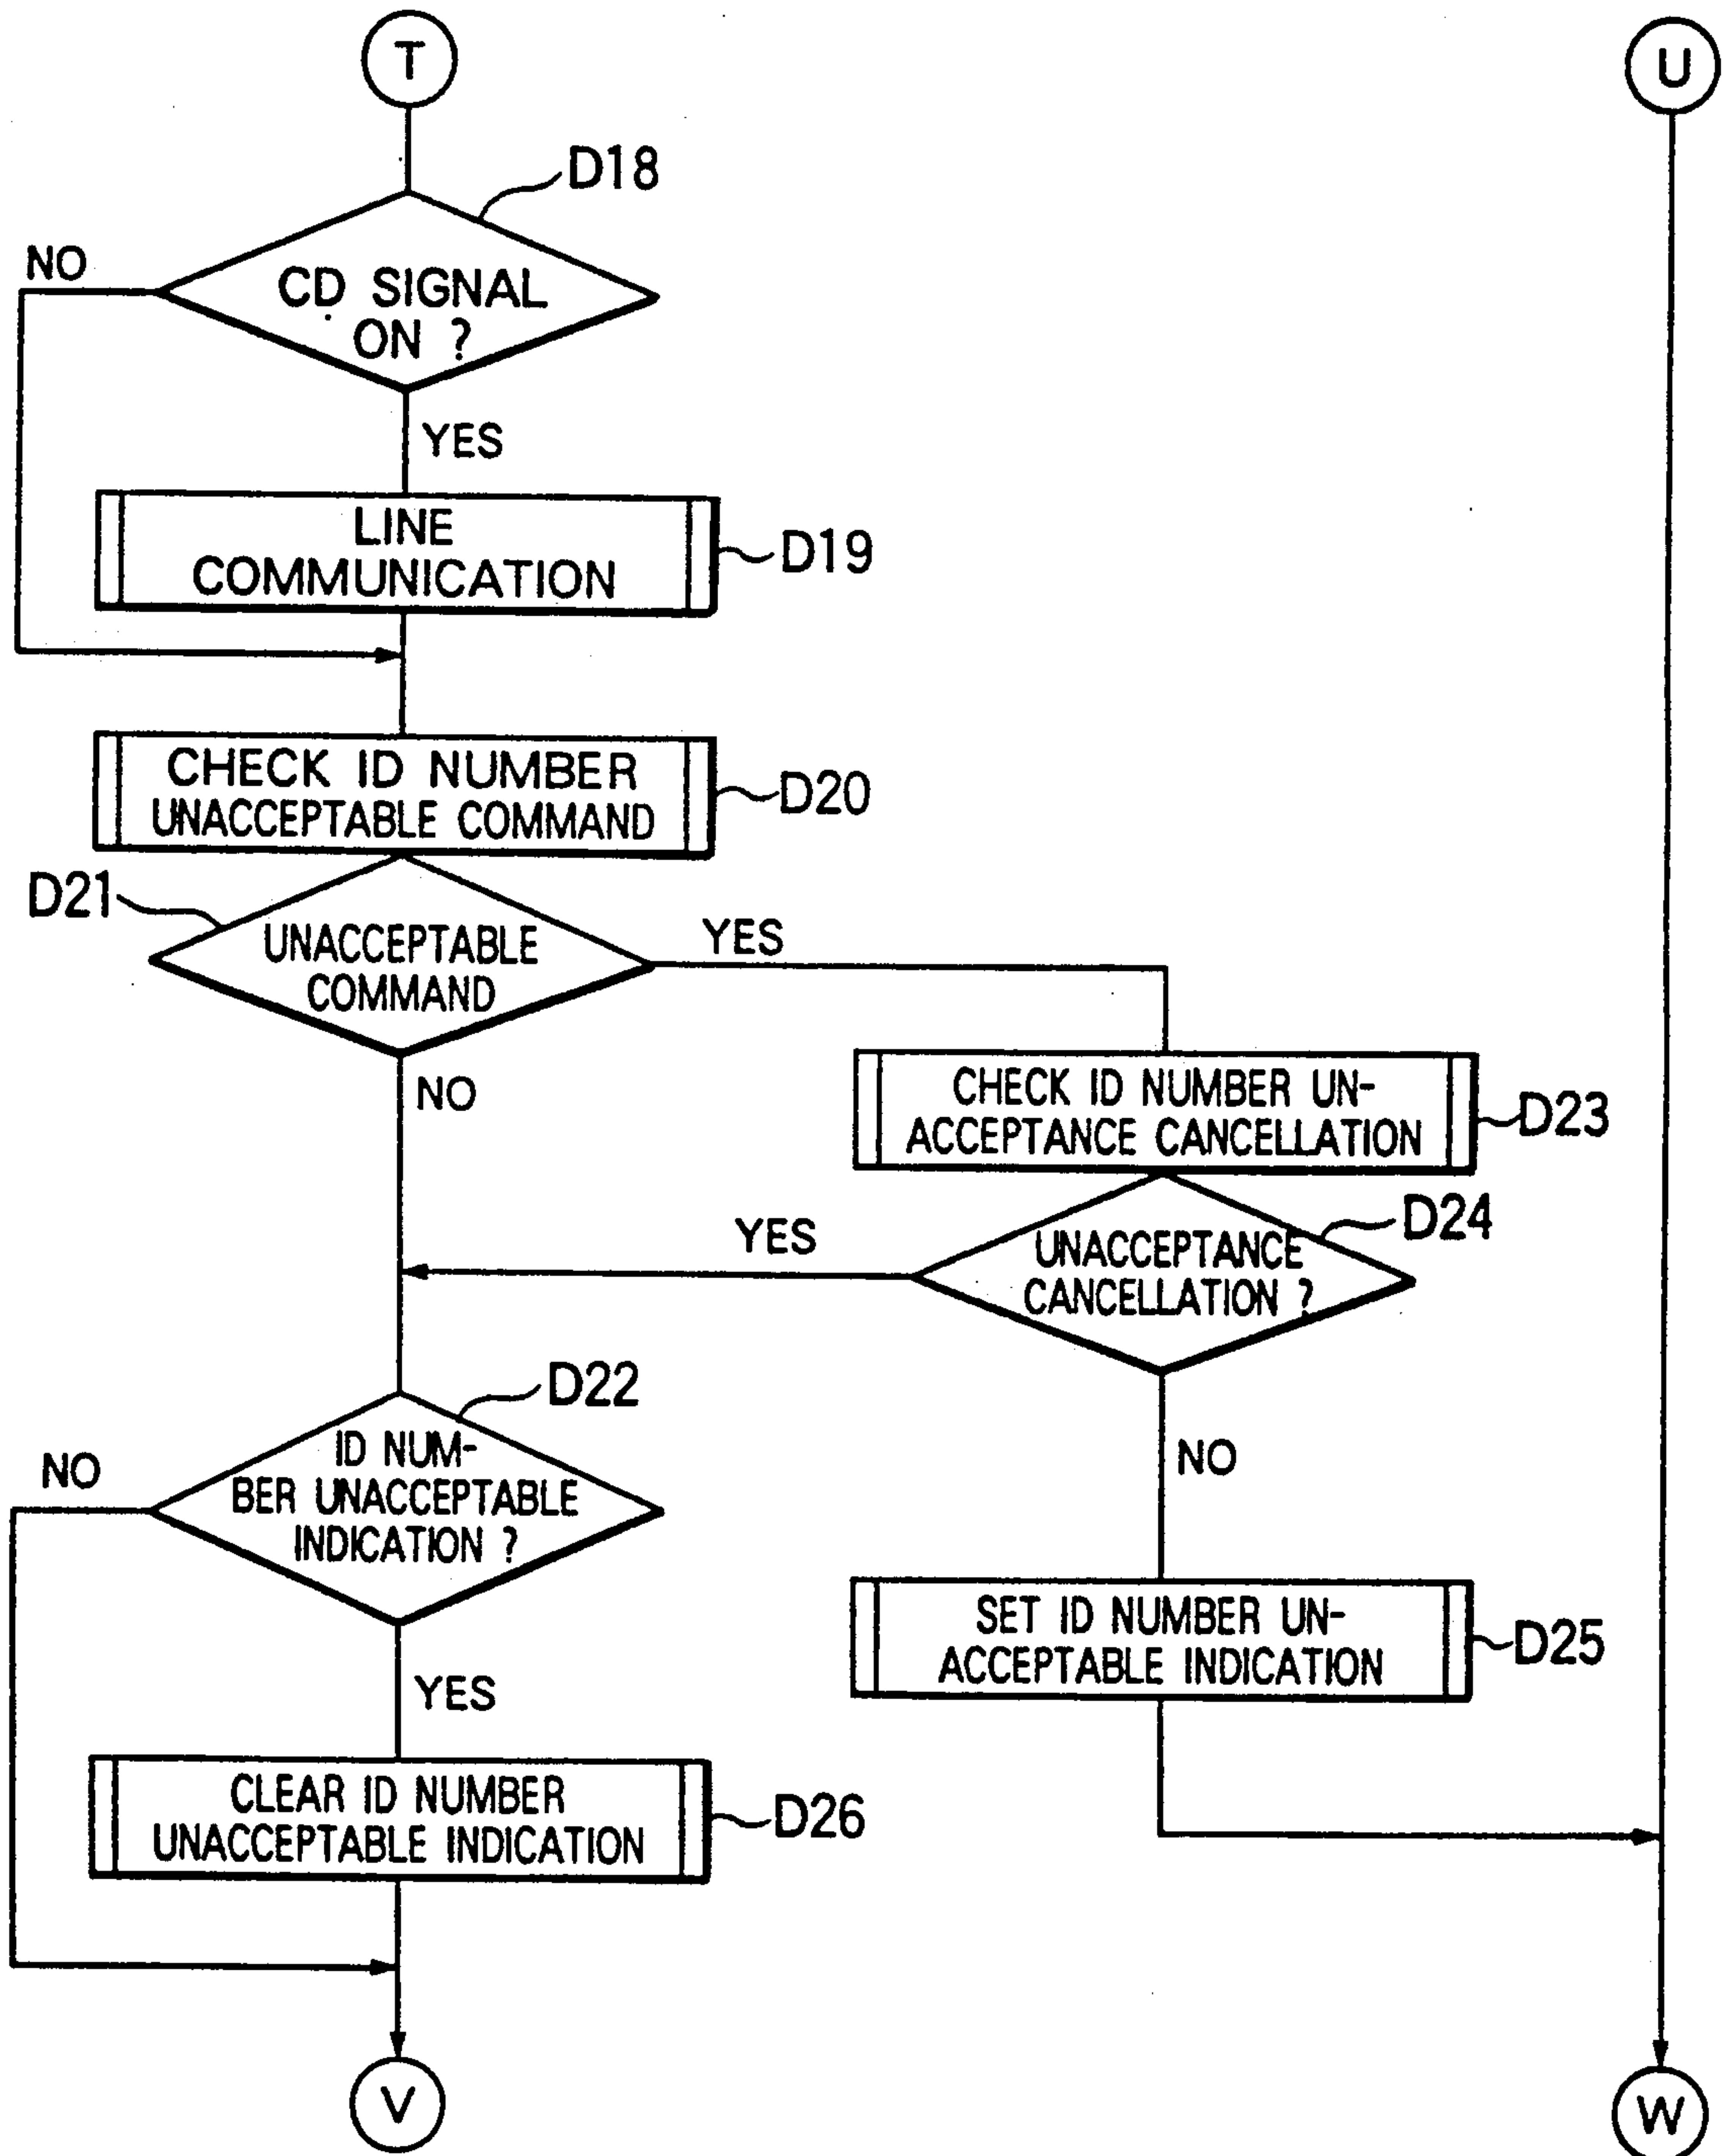 T
U
D18
NO
CD SIGNAL
ON ?
YES
LINE
COMMUNICATION
D19
CHECK ID NUMBER
UNACCEPTABLE COMMAND
D20
D21
UNACCEPTABLE
COMMAND
YES
NO
CHECK ID NUMBER UN-
ACCEPTANCE CANCELLATION
D23
D24
YES
UNACCEPTANCE
CANCELLATION ?
D22
ID NUM-
BER UNACCEPTABLE
INDICATION ?
NO
NO
SET ID NUMBER UN-
ACCEPTABLE INDICATION
D25
YES
CLEAR ID NUMBER
UNACCEPTABLE INDICATION
D26
V
W